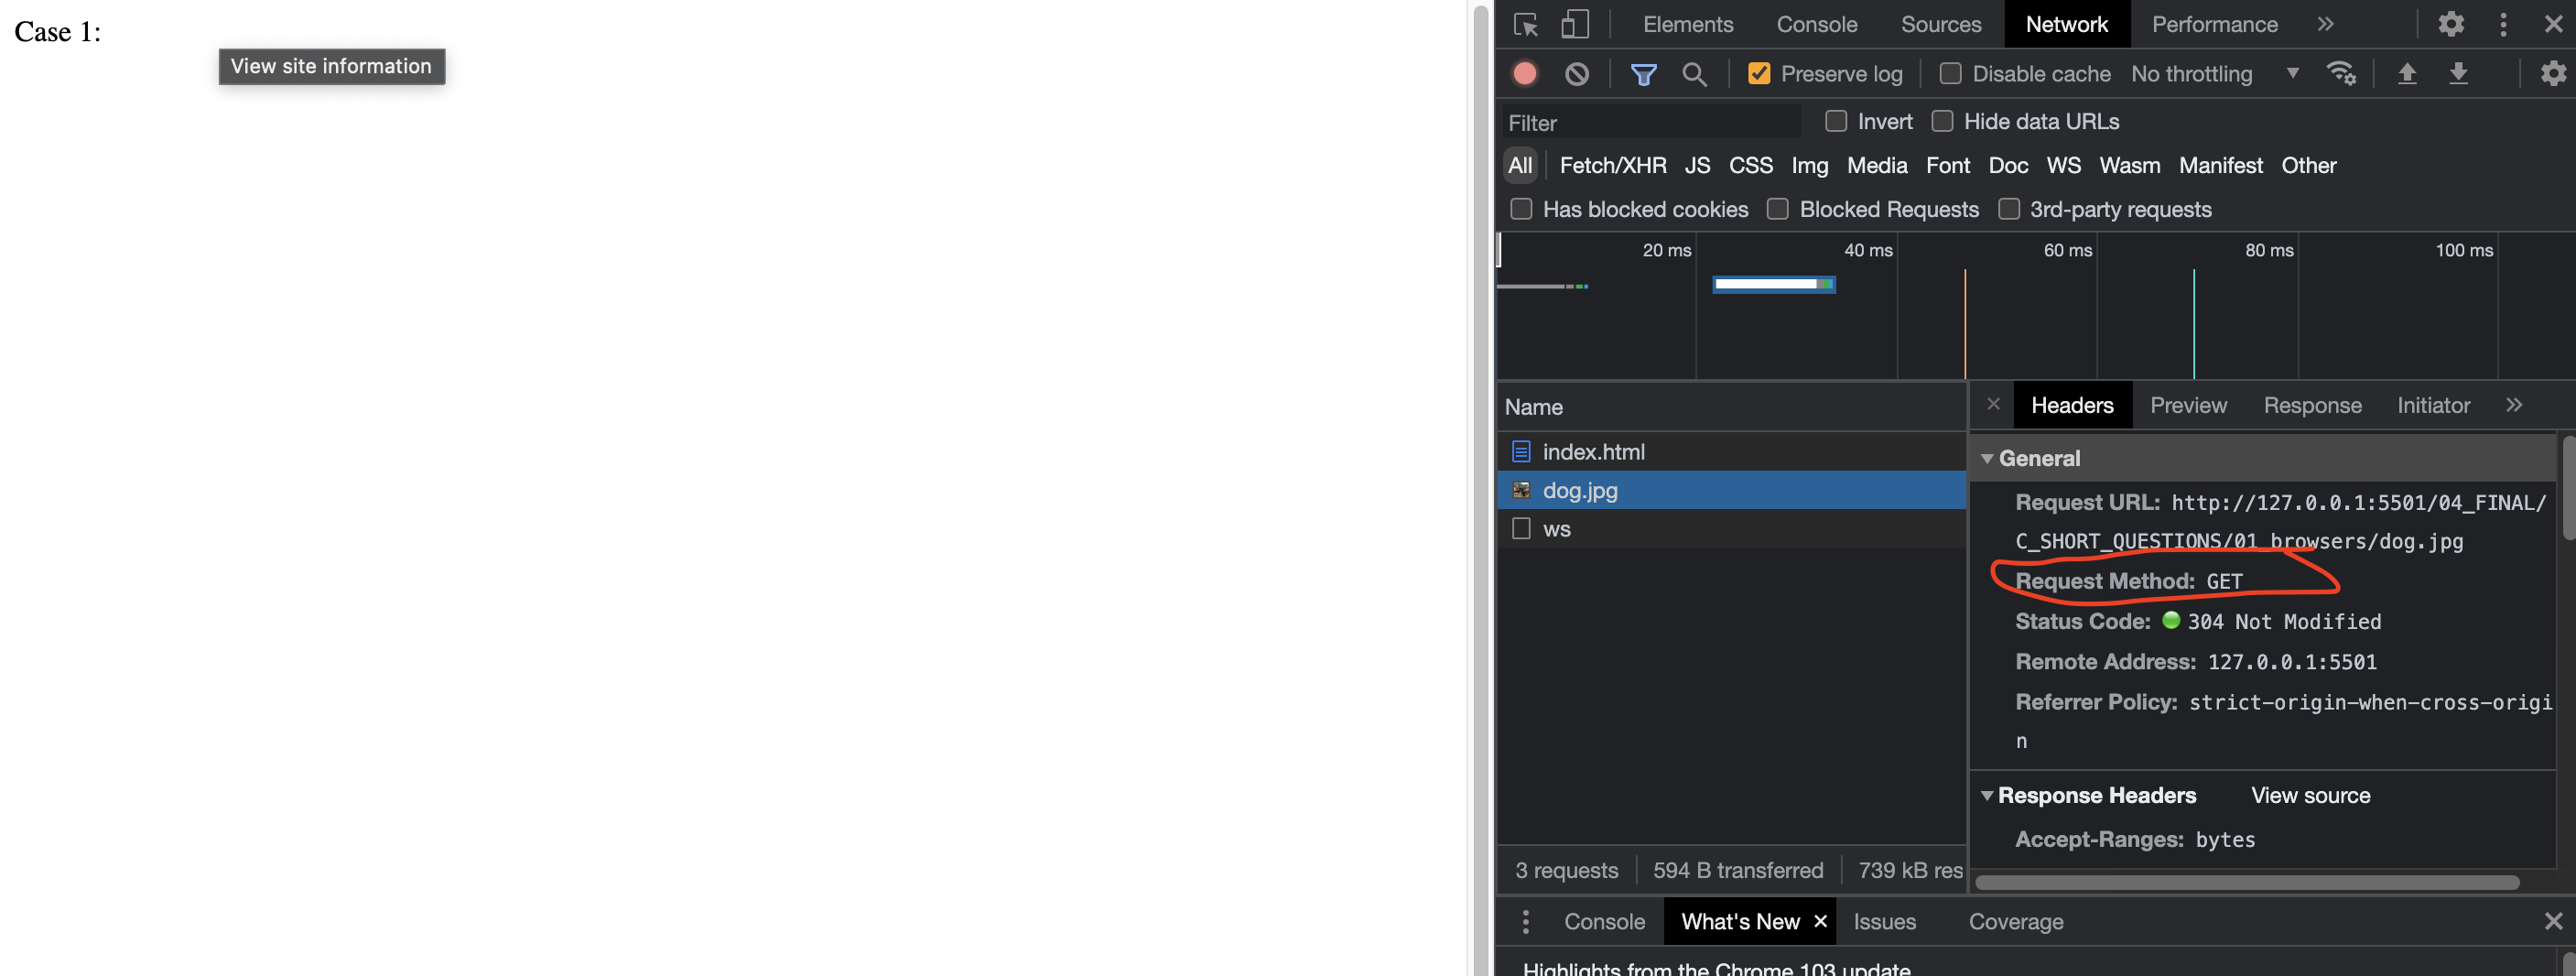 Case 1:
View site information
Elements Console Sources Network Performance »
Preserve log Disable cache No throttling
Filter Invert Hide data URLs
All Fetch/XHR JS CSS Img Media Font Doc WS Wasm Manifest Other
Has blocked cookies Blocked Requests 3rd-party requests
20 ms 40 ms 60 ms 80 ms 100 ms
Name
index.html
dog.jpg
ws
3 requests 594 B transferred 739 kB res
Headers Preview Response Initiator »
General
Request URL: http://127.0.0.1:5501/04_FINAL/
C_SHORT_QUESTIONS/01_browsers/dog.jpg
Request Method: GET
Status Code: 304 Not Modified
Remote Address: 127.0.0.1:5501
Referrer Policy: strict-origin-when-cross-origi
n
Response Headers View source
Accept-Ranges: bytes
Console What's New × Issues Coverage
Highlights from the Chrome 103 update